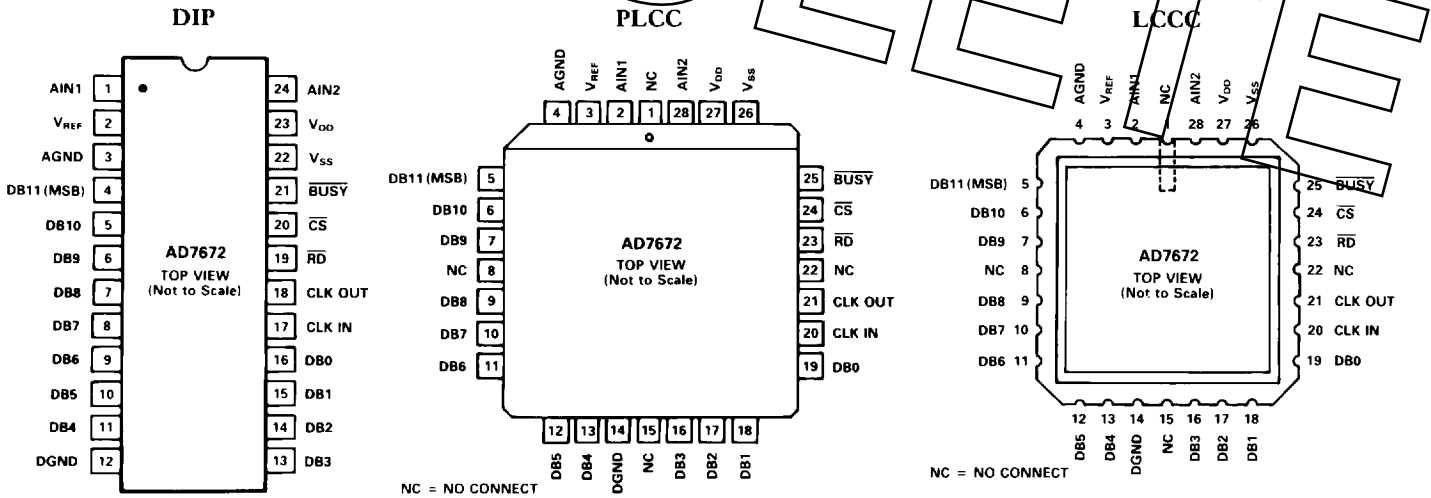 DIP
AIN1 1
VREF 2
AGND 3
DB11 (MSB) 4
DB10 5
DB9 6
DB8 7
DB7 8
DB6 9
DB5 10
DB4 11
DGND 12
AD7672
TOP VIEW
(Not to Scale)
24 AIN2
23 VDD
22 VSS
21 BUSY
20 CS
19 RD
18 CLK OUT
17 CLK IN
16 DB0
15 DB1
14 DB2
13 DB3
PLCC
AGND VREF AIN1 NC AIN2 VDD VSS
4 3 2 1 28 27 26
DB11 (MSB) 5
DB10 6
DB9 7
NC 8
DB8 9
DB7 10
DB6 11
AD7672
TOP VIEW
(Not to Scale)
25 BUSY
24 CS
23 RD
22 NC
21 CLK OUT
20 CLK IN
19 DB0
12 13 14 15 16 17 18
DB5 DB4 DGND NC DB3 DB2 DB1
NC = NO CONNECT
LCCC
AGND VREF AIN1 NC AIN2 VDD VSS
4 3 2 1 28 27 26
DB11 (MSB) 5
DB10 6
DB9 7
NC 8
DB8 9
DB7 10
DB6 11
AD7672
TOP VIEW
(Not to Scale)
25 BUSY
24 CS
23 RD
22 NC
21 CLK OUT
20 CLK IN
19 DB0
12 13 14 15 16 17 18
DB5 DB4 DGND NC DB3 DB2 DB1
NC = NO CONNECT